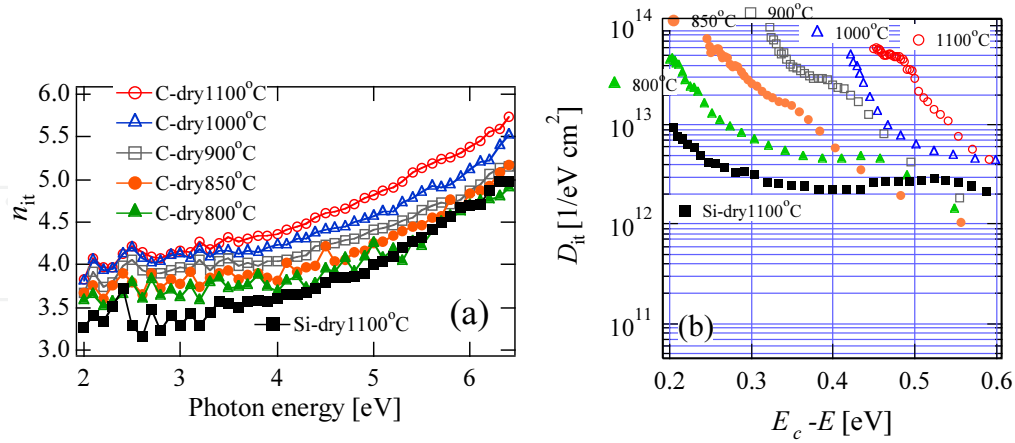 6.0
5.5
5.0
4.5
4.0
3.5
3.0
n_it
C-dry1100°C
C-dry1000°C
C-dry900°C
C-dry850°C
C-dry800°C
Si-dry1100°C
(a)
2 3 4 5 6
Photon energy [eV]
10^14
10^13
10^12
10^11
D_it [1/eV cm^2]
850°C
900°C
1000°C
1100°C
800°C
Si-dry1100°C
(b)
0.2 0.3 0.4 0.5 0.6
E_c -E [eV]